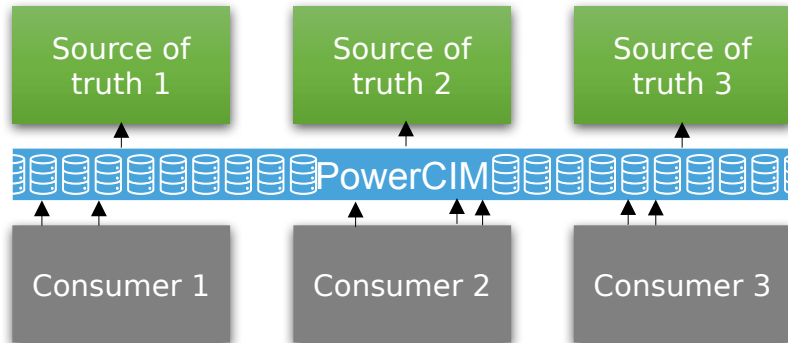 Source of
truth 1
Source of
truth 2
Source of
truth 3
PowerCIM
Consumer 1
Consumer 2
Consumer 3